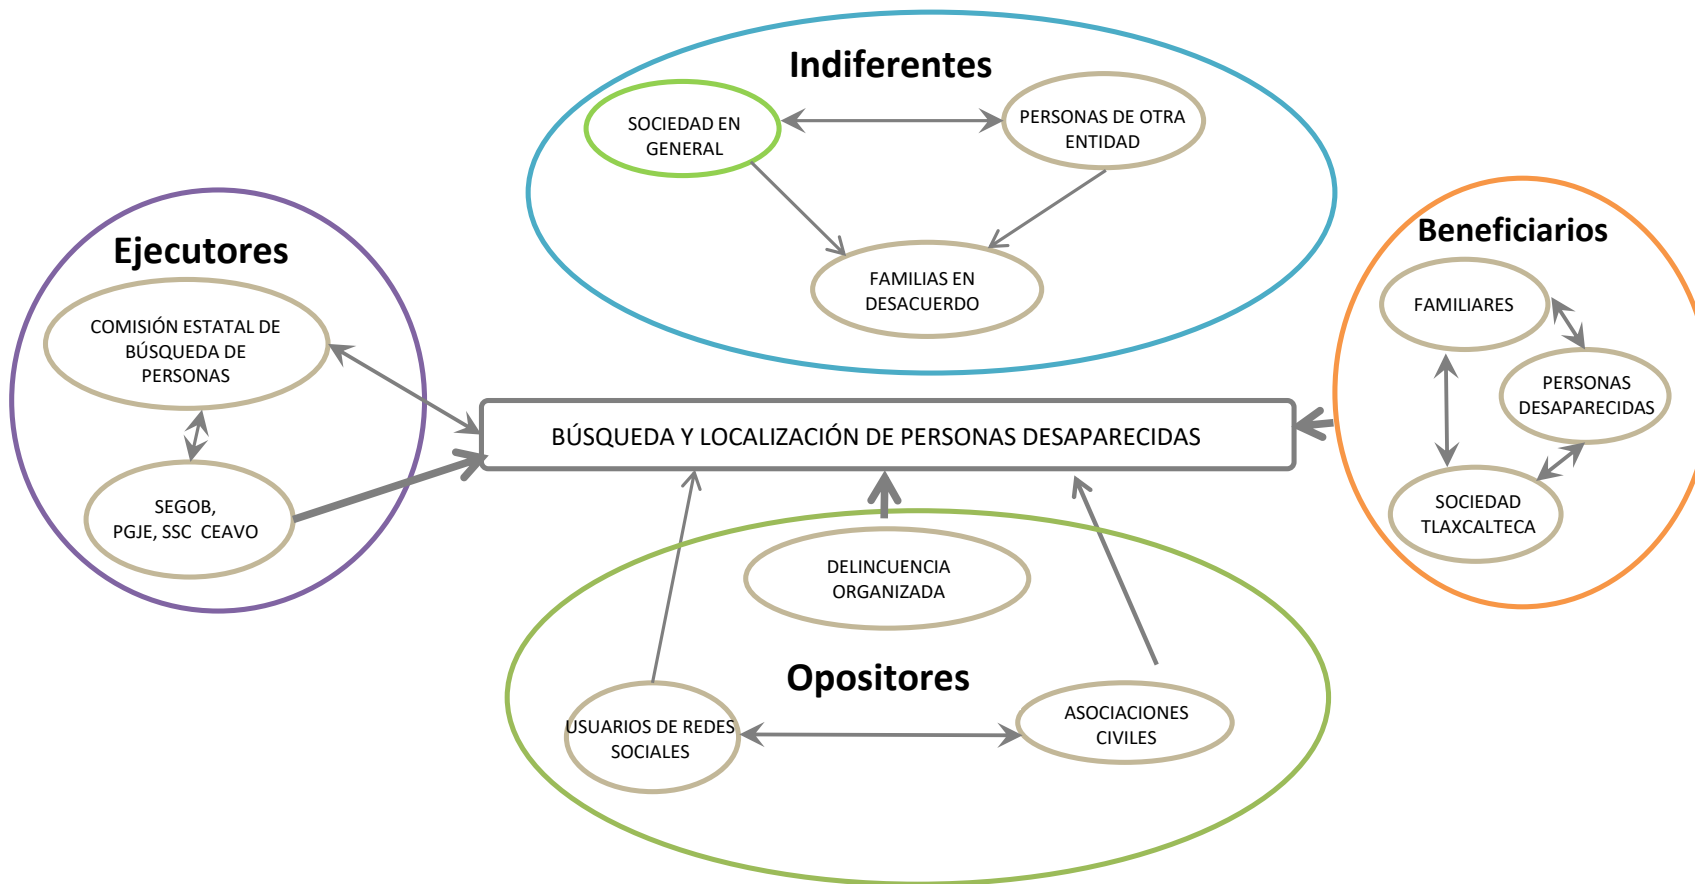 Indiferentes
SOCIEDAD EN
GENERAL
PERSONAS DE OTRA
ENTIDAD
FAMILIAS EN
DESACUERDO
Ejecutores
COMISIÓN ESTATAL DE
BÚSQUEDA DE
PERSONAS
SEGOB,
PGJE, SSC CEAVO
Beneficiarios
FAMILIARES
PERSONAS
DESAPARECIDAS
SOCIEDAD
TLAXCALTECA
BÚSQUEDA Y LOCALIZACIÓN DE PERSONAS DESAPARECIDAS
DELINCUENCIA
ORGANIZADA
Opositores
USUARIOS DE REDES
SOCIALES
ASOCIACIONES
CIVILES